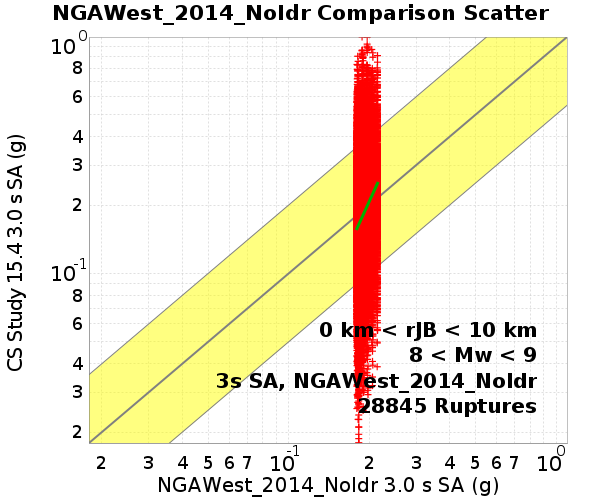 NGAWest_2014_NoIdr Comparison Scatter
CS Study 15.4 3.0 s SA (g)
10^0
8
6
4
3
2
10^-1
8
6
4
3
2
0 km < rJB < 10 km
8 < Mw < 9
3s SA, NGAWest_2014_NoIdr
28845 Ruptures
2 3 4 5 6 7 10^-1 2 3 4 5 6 7 10^0
NGAWest_2014_NoIdr 3.0 s SA (g)